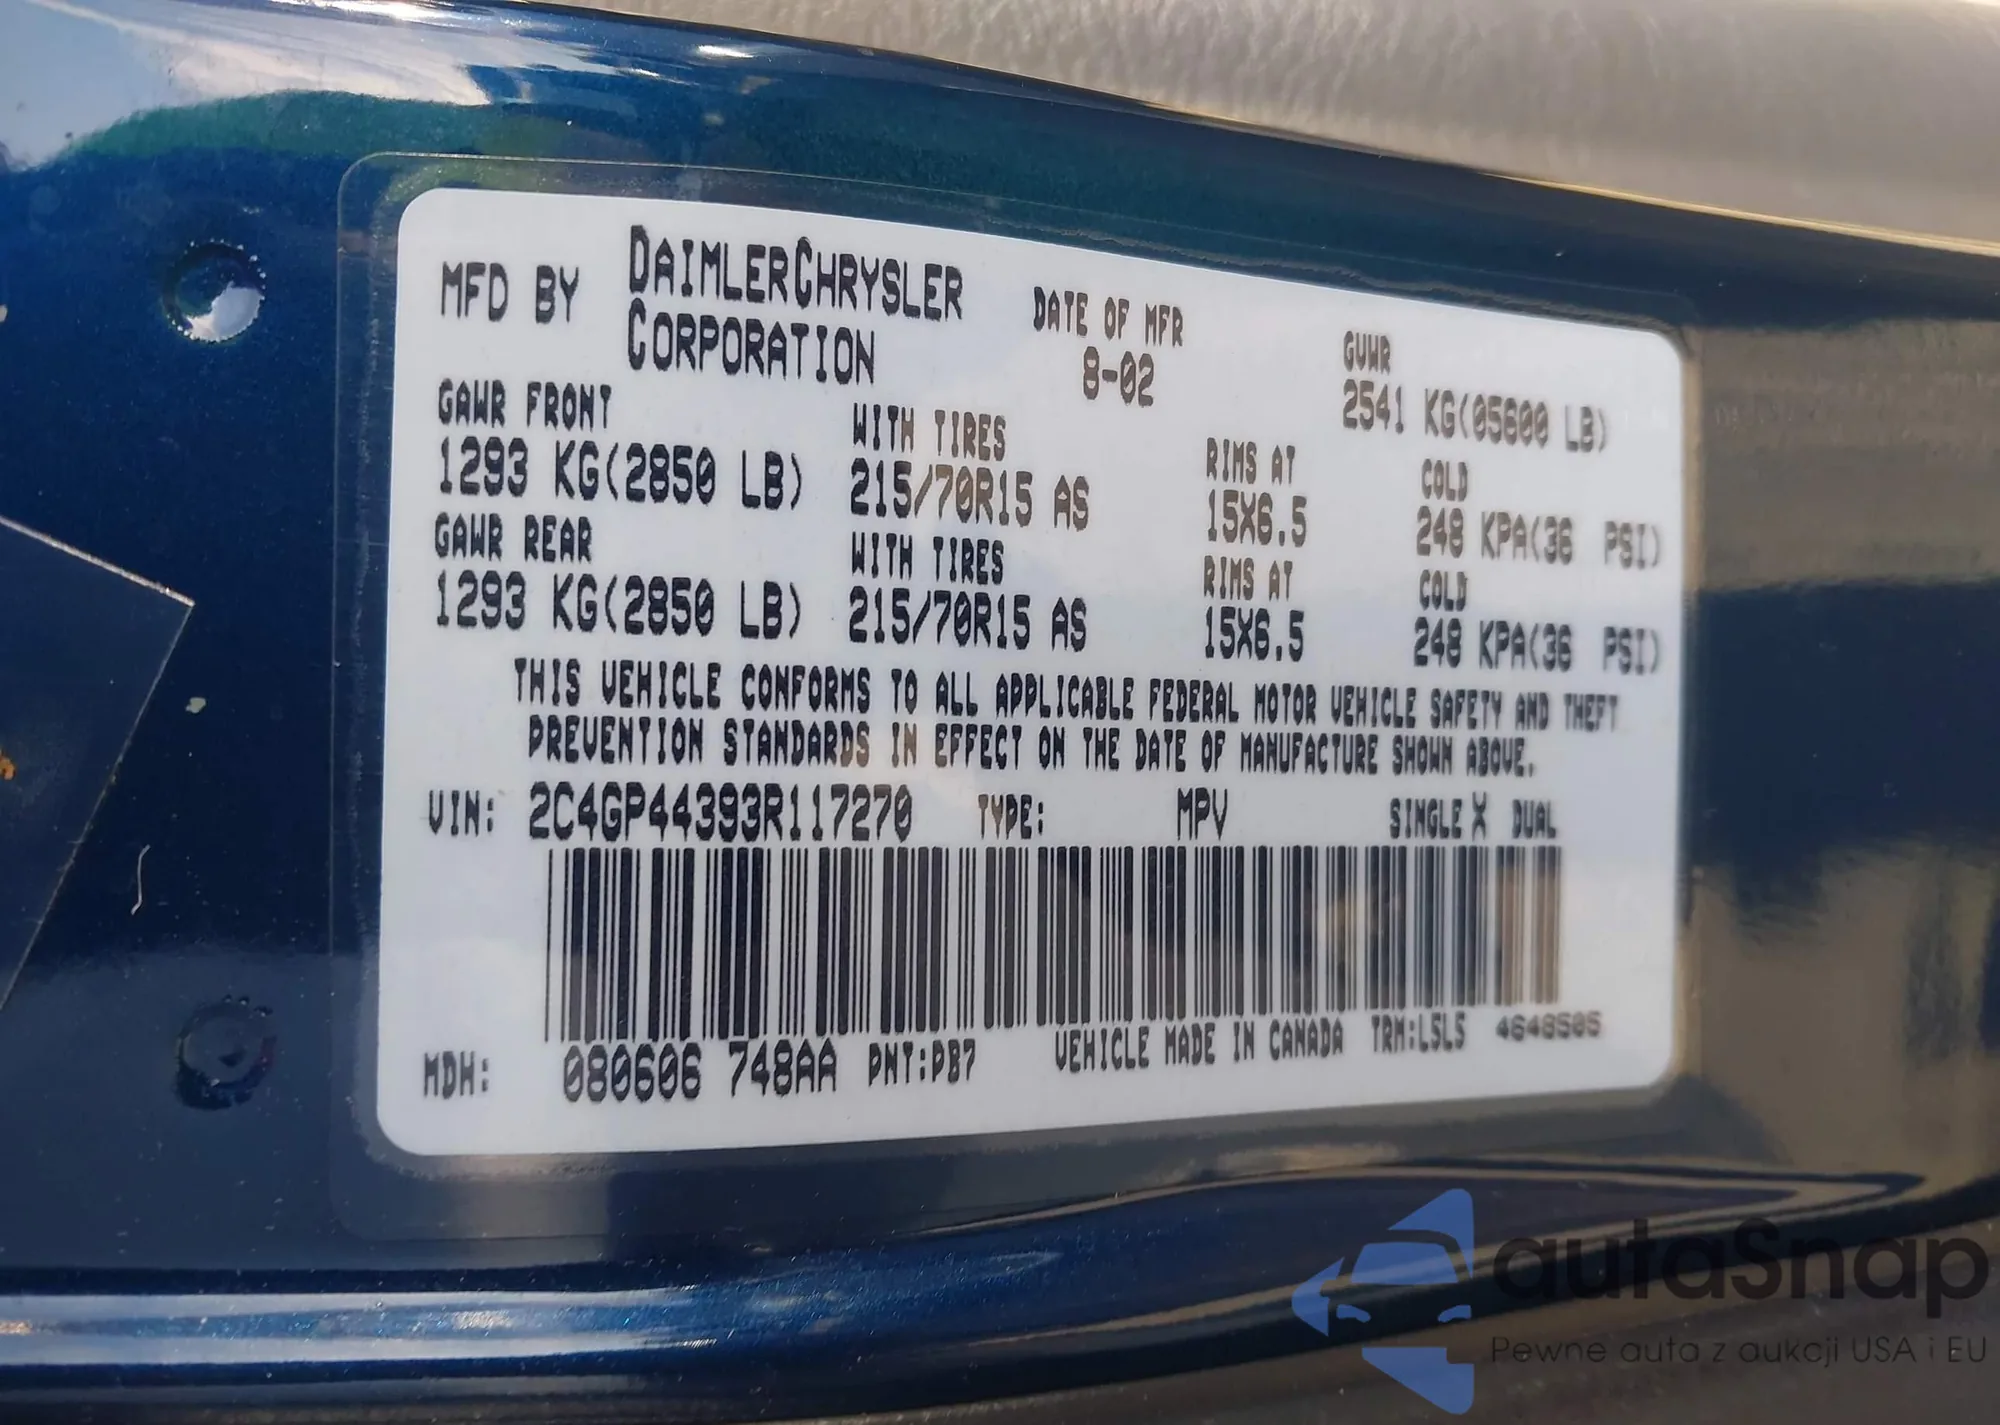 MFD BY DAIMLERCHRYSLER CORPORATION DATE OF MFR 8-02 GVWR 2541 KG(05600 LB)
GAWR FRONT WITH TIRES RIMS AT COLD
1293 KG(2850 LB) 215/70R15 AS 15X6.5 248 KPA(36 PSI)
GAWR REAR WITH TIRES RIMS AT COLD
1293 KG(2850 LB) 215/70R15 AS 15X6.5 248 KPA(36 PSI)
THIS VEHICLE CONFORMS TO ALL APPLICABLE FEDERAL MOTOR VEHICLE SAFETY AND THEFT
PREVENTION STANDARDS IN EFFECT ON THE DATE OF MANUFACTURE SHOWN ABOVE.
VIN: 2C4GP44393R117270 TYPE: MPV SINGLE X DUAL
MDH: 080606 748AA PNT:PB7 VEHICLE MADE IN CANADA TRM:L5L5 4648505
autaSnap
Pewne auta z aukcji USA i EU